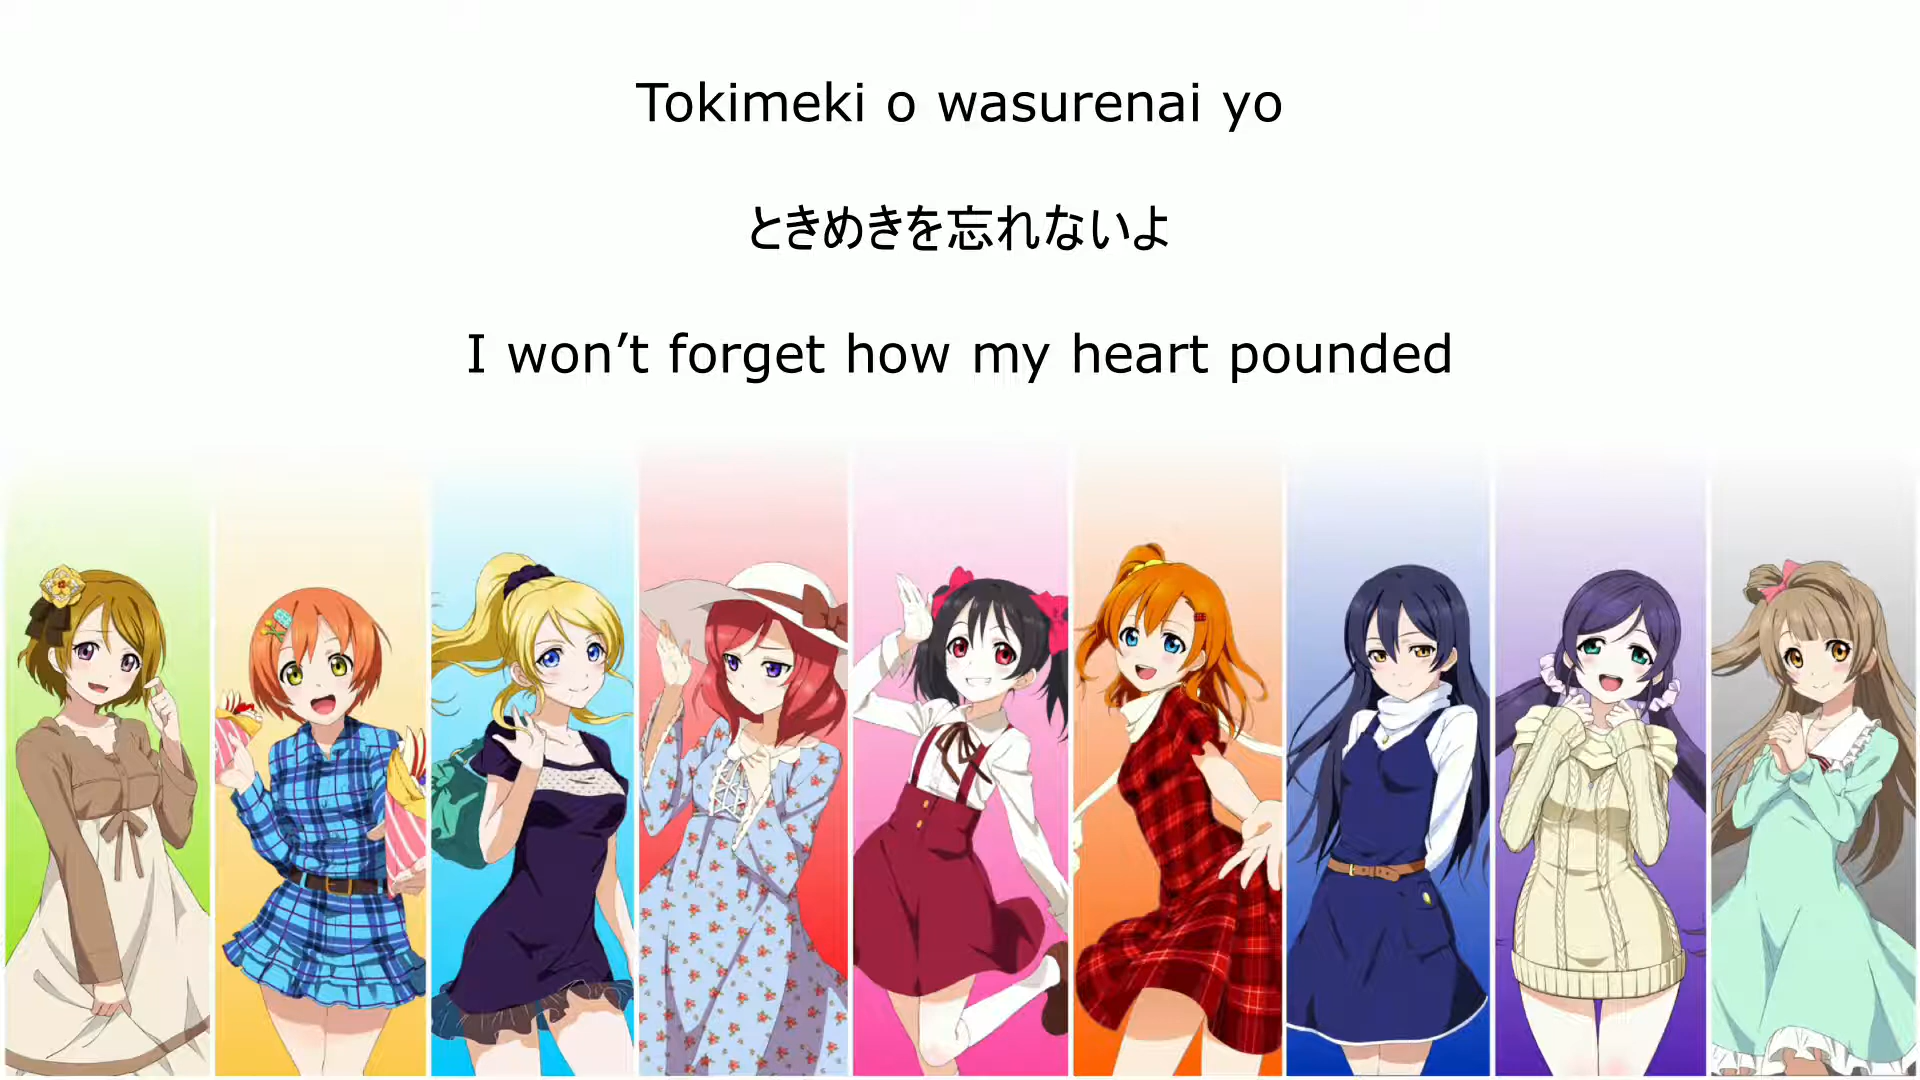 Tokimeki o wasurenai yo
ときめきを忘れないよ
I won’t forget how my heart pounded